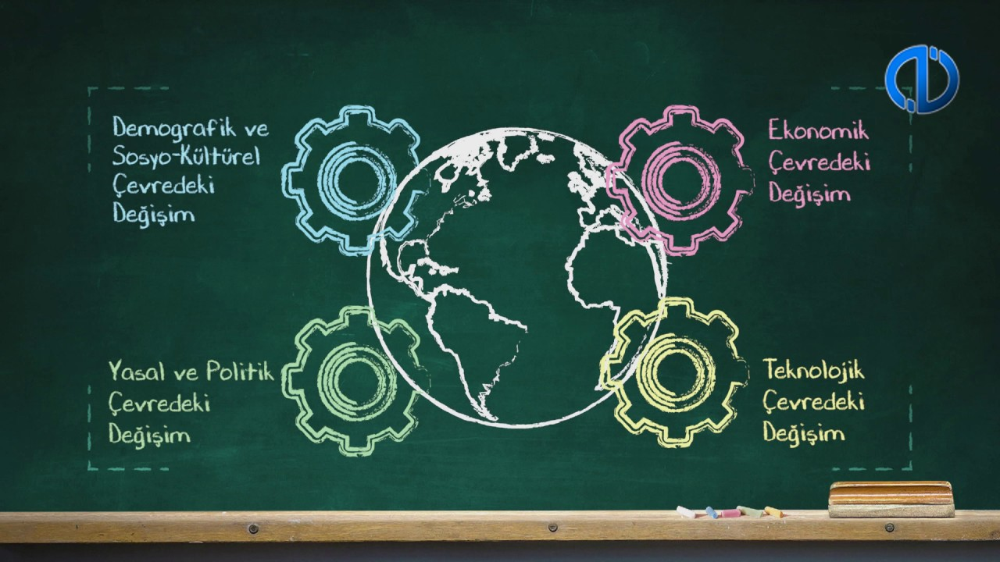 Demografik ve
Sosyo-Kültürel
Çevredeki
Değişim
Ekonomik
Çevredeki
Değişim
Yasal ve Politik
Çevredeki
Değişim
Teknolojik
Çevredeki
Değişim